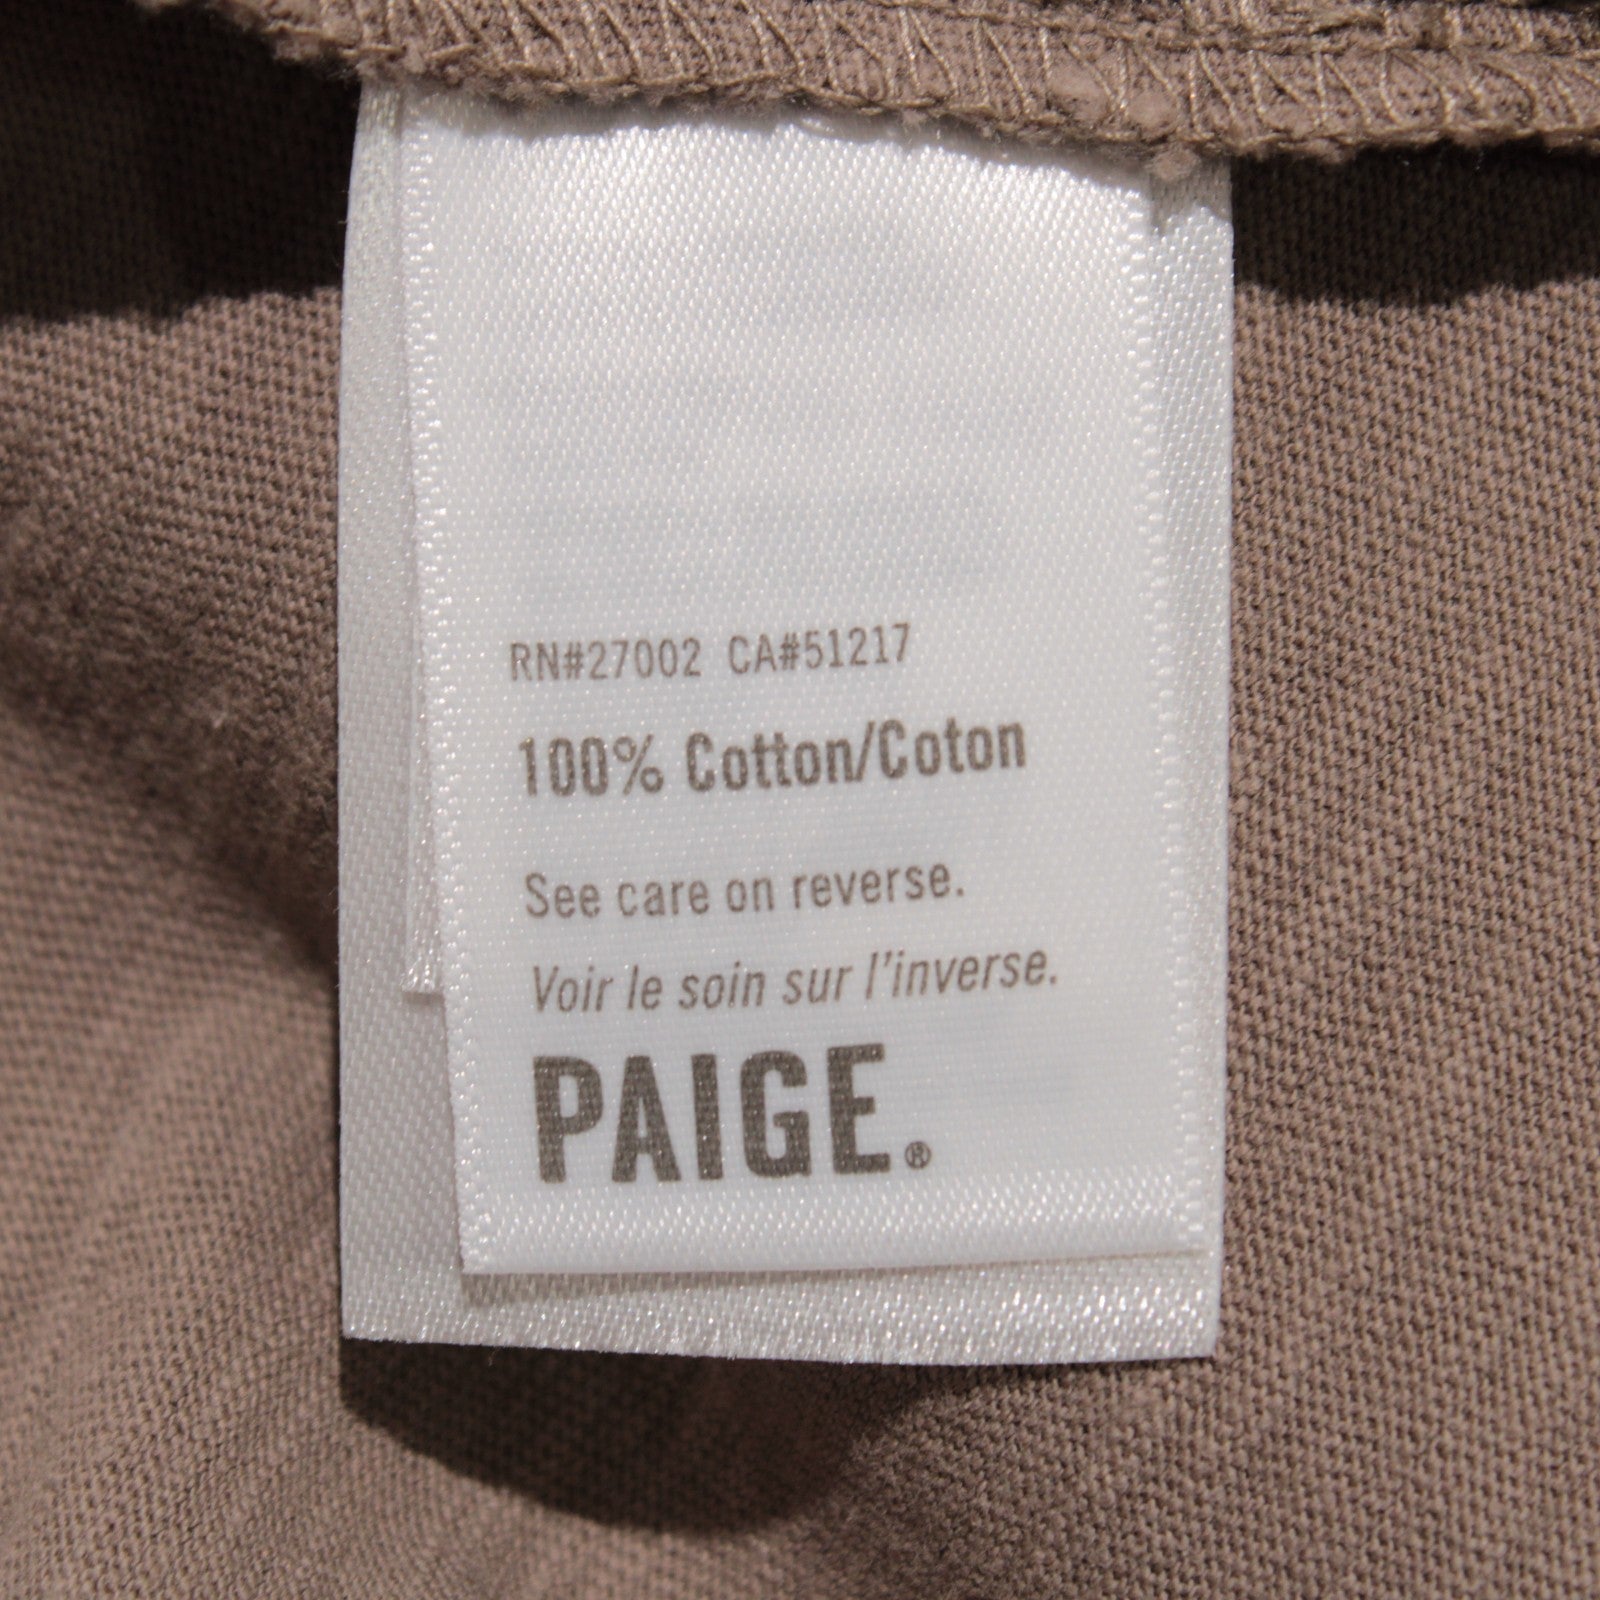 RN#27002 CA#51217
100% Cotton/Coton
See care on reverse.
Voir le soin sur l'inverse.
PAIGE.®